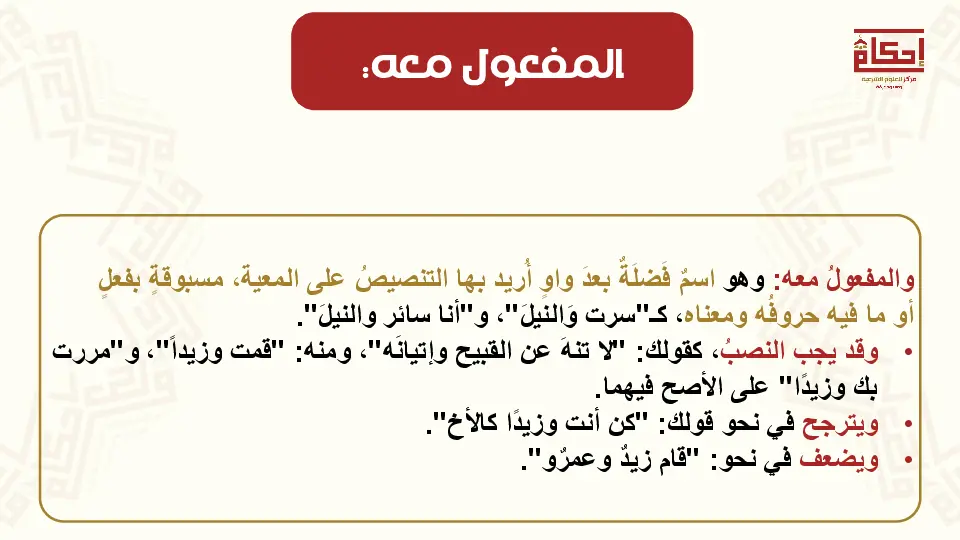 المفعول معه:
إحكام
مركز للعلوم الشرعية
والمفعولُ معه: وهو اسمٌ فَضلَةٌ بعدَ واوٍ أُريد بها التنصيصُ على المعية، مسبوقةٍ بفعلٍ
أو ما فيه حروفُه ومعناه، كـ"سرت وَالنيلَ"، و"أنا سائر والنيلَ".
• وقد يجب النصبُ، كقولك: "لا تنهَ عن القبيح وإتيانَه"، ومنه: "قمت وزيداً"، و"مررت
بك وزيدًا" على الأصح فيهما.
• ويترجح في نحو قولك: "كن أنت وزيدًا كالأخ".
• ويضعف في نحو: "قام زيدٌ وعمرٌو".